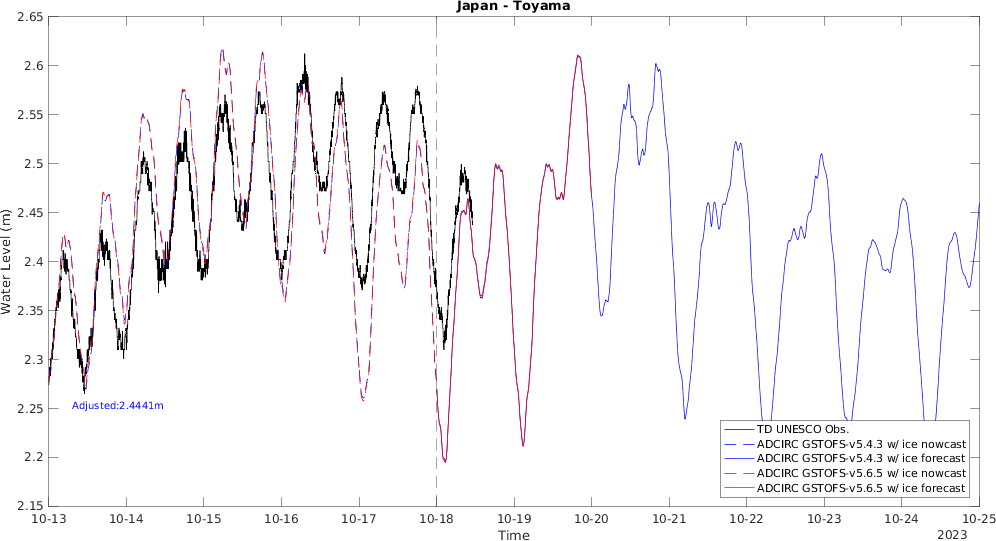 Japan - Toyama
2.65
2.6
2.55
2.5
2.45
2.4
2.35
2.3
2.25
2.2
2.15
Water Level (m)
Adjusted:2.4441m
TD UNESCO Obs.
ADCIRC GSTOFS-v5.4.3 w/ ice nowcast
ADCIRC GSTOFS-v5.4.3 w/ ice forecast
ADCIRC GSTOFS-v5.6.5 w/ ice nowcast
ADCIRC GSTOFS-v5.6.5 w/ ice forecast
10-13 10-14 10-15 10-16 10-17 10-18 10-19 10-20 10-21 10-22 10-23 10-24 10-25
Time
2023